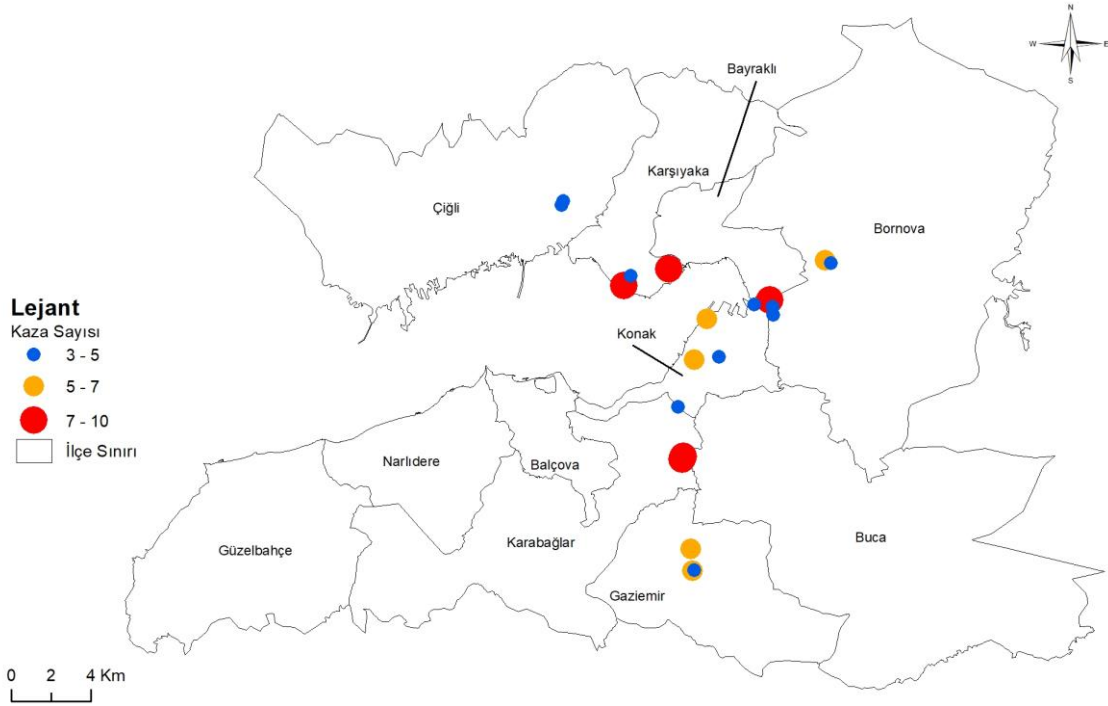 N
W E
S
Bayraklı
Karşıyaka
Çiğli
Bornova
Lejant
Kaza Sayısı
3 - 5
5 - 7
7 - 10
İlçe Sınırı
Konak
Narlıdere
Balçova
Güzelbahçe
Karabağlar
Buca
Gaziemir
0 2 4 Km